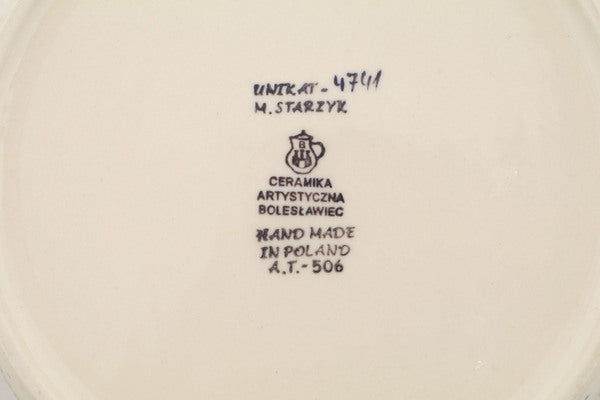 UNIKAT-4741
M. STARZYK
B
CERAMIKA
ARTYSTYCZNA
BOLESŁAWIEC
HAND MADE
IN POLAND
A.T.-506